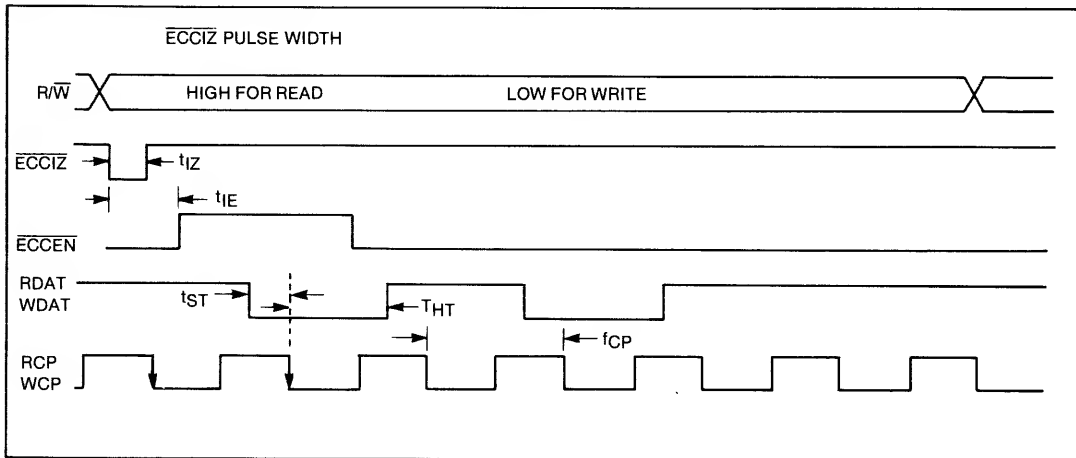 ECCIZ PULSE WIDTH
R/W HIGH FOR READ LOW FOR WRITE
ECCIZ tIZ
tIE
ECCEN
RDAT
WDAT
tST THT
fCP
RCP
WCP